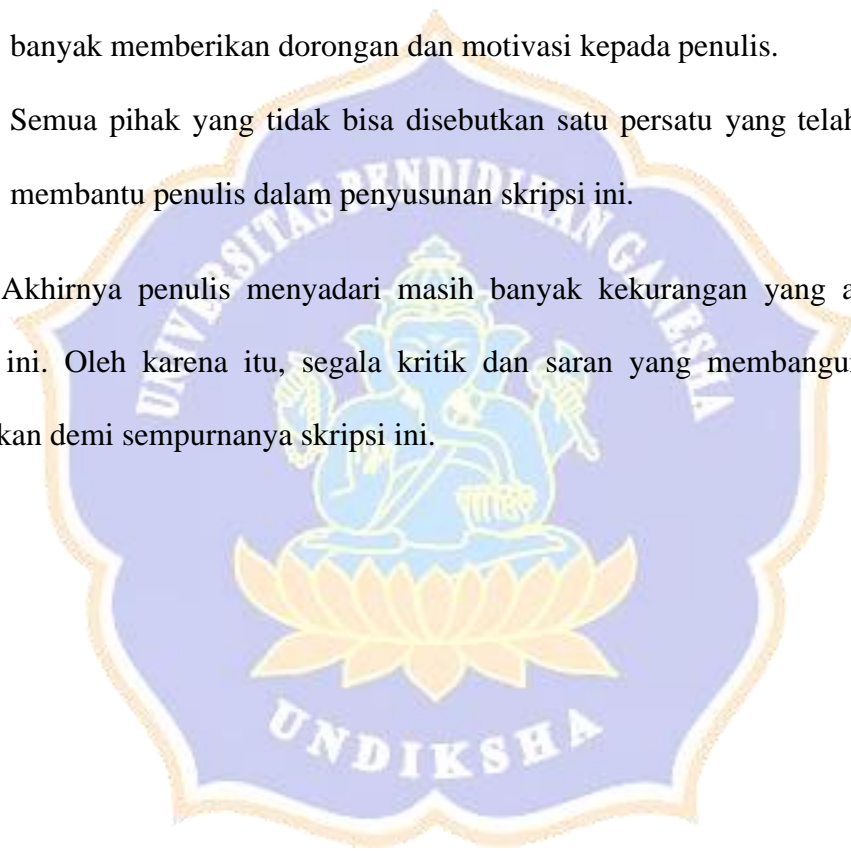 banyak memberikan dorongan dan motivasi kepada penulis.
Semua pihak yang tidak bisa disebutkan satu persatu yang telah
membantu penulis dalam penyusunan skripsi ini.
UNIVERSITAS PENDIDIKAN GANESHA
Akhirnya penulis menyadari masih banyak kekurangan yang a
ini. Oleh karena itu, segala kritik dan saran yang membangun
kan demi sempurnanya skripsi ini.
UNDIKSHA